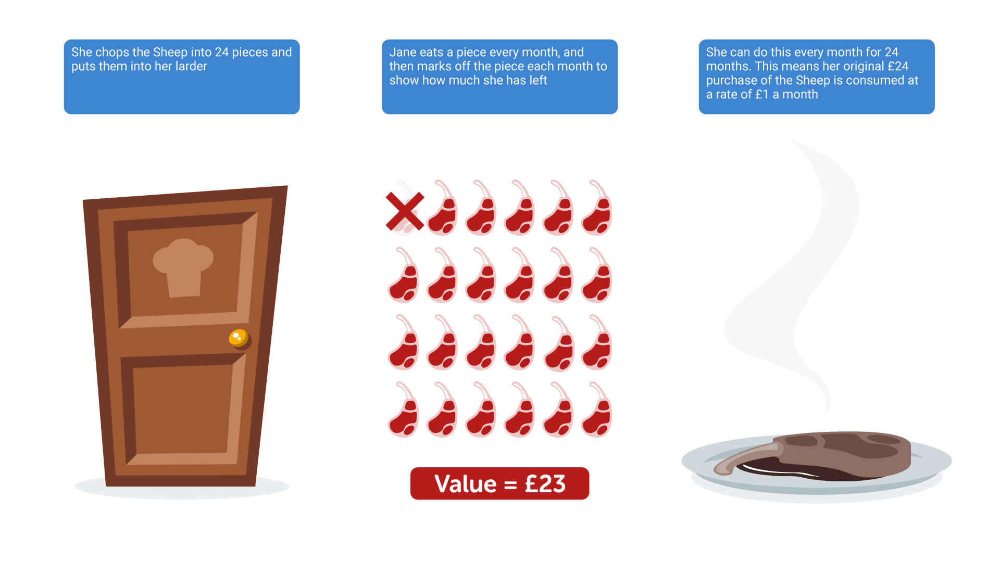 She chops the Sheep into 24 pieces and
puts them into her larder
Jane eats a piece every month, and
then marks off the piece each month to
show how much she has left
She can do this every month for 24
months. This means her original £24
purchase of the Sheep is consumed at
a rate of £1 a month
Value = £23